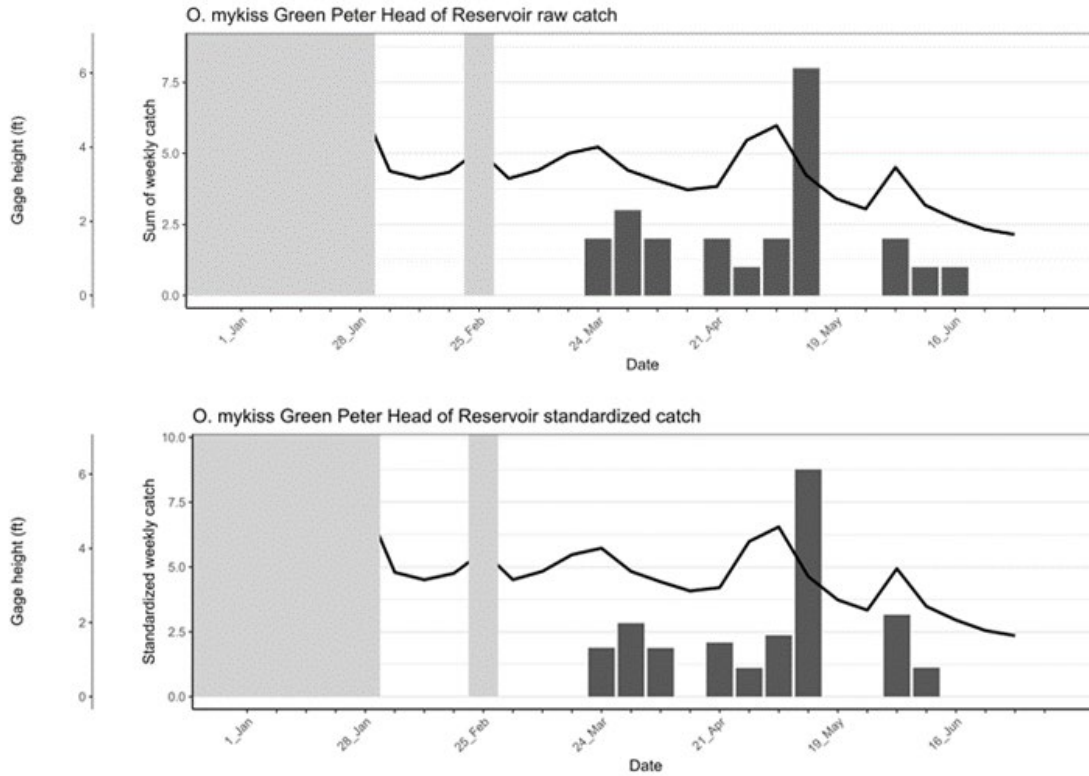 O. mykiss Green Peter Head of Reservoir raw catch
Gage height (ft)
6
4
2
0
Sum of weekly catch
7.5
5.0
2.5
0.0
1_Jan
28_Jan
25_Feb
24_Mar
21_Apr
19_May
16_Jun
Date
O. mykiss Green Peter Head of Reservoir standardized catch
Gage height (ft)
6
4
2
0
Standardized weekly catch
10.0
7.5
5.0
2.5
0.0
1_Jan
28_Jan
25_Feb
24_Mar
21_Apr
19_May
16_Jun
Date